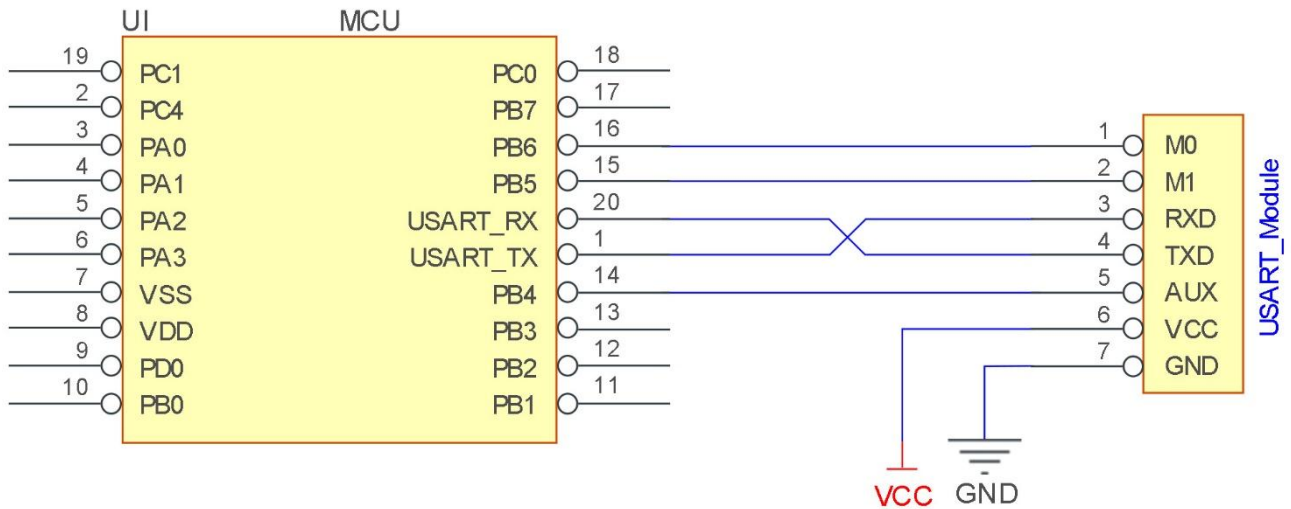 UI MCU
19 PC1 PC0 18
2 PC4 PB7 17
3 PA0 PB6 16 1 M0
4 PA1 PB5 15 2 M1
5 PA2 USART_RX 20 3 RXD
6 PA3 USART_TX 1 4 TXD
7 VSS PB4 14 5 AUX
8 VDD PB3 13 6 VCC
9 PD0 PB2 12 7 GND
10 PB0 PB1 11
USART_Module
VCC GND